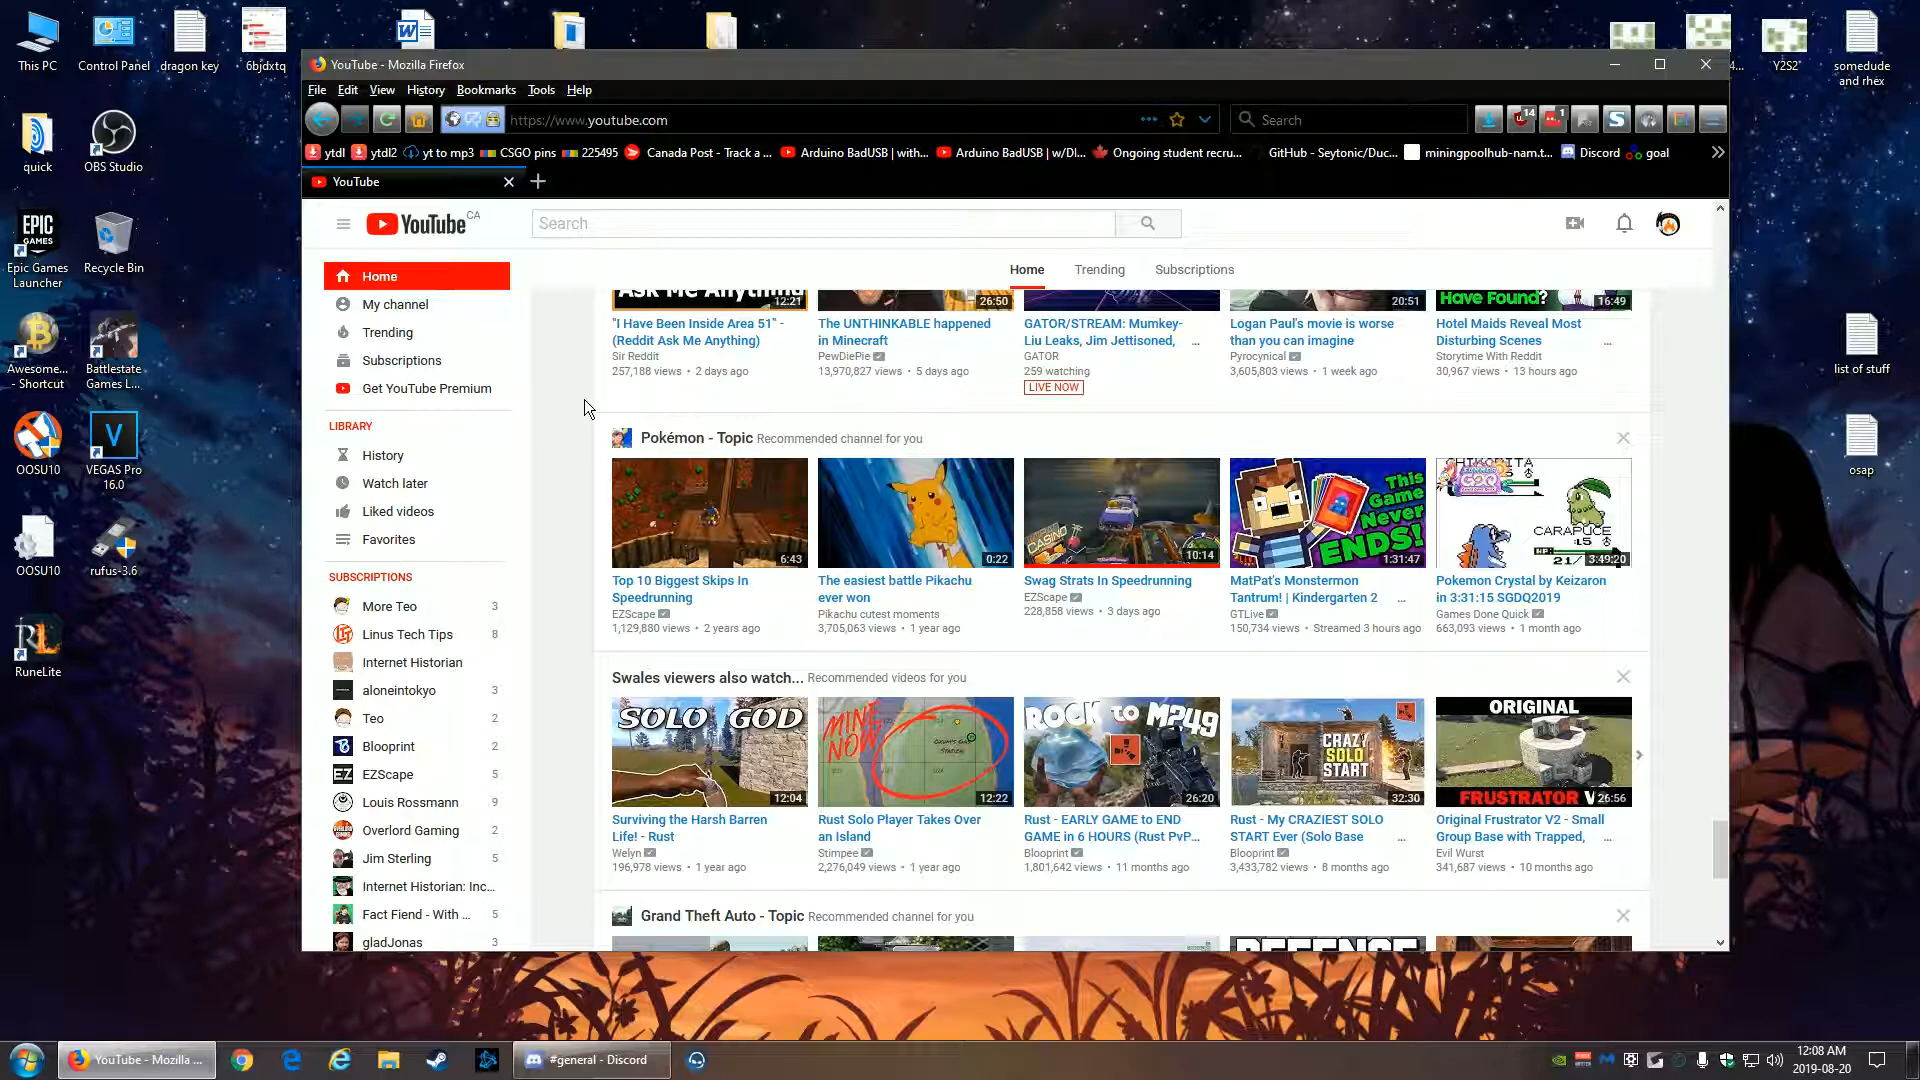 This PC
Control Panel
dragon key
6bjdxtq
Y2S2
somedude
and rhex
quick
OBS Studio
EPIC
GAMES
Epic Games
Launcher
Recycle Bin
Awesome...
- Shortcut
Battlestate
Games L...
OOSU10
V
VEGAS Pro
16.0
OOSU10
rufus-3.6
RuneLite
list of stuff
osap
YouTube - Mozilla Firefox
File Edit View History Bookmarks Tools Help
https://www.youtube.com
Search
14
1
ytdl
ytdl2
yt to mp3
CSGO pins
225495
Canada Post - Track a ...
Arduino BadUSB | with...
Arduino BadUSB | w/Dl...
Ongoing student recru...
GitHub - Seytonic/Duc...
miningpoolhub-nam.t...
Discord
goal
YouTube
YouTube CA
Search
Home
Trending
Subscriptions
Home
My channel
Trending
Subscriptions
Get YouTube Premium
LIBRARY
History
Watch later
Liked videos
Favorites
SUBSCRIPTIONS
More Teo 3
Linus Tech Tips 8
Internet Historian
aloneintokyo 3
Teo 2
Blooprint 2
EZScape 5
Louis Rossmann 9
Overlord Gaming 2
Jim Sterling 5
Internet Historian: Inc...
Fact Fiend - With ... 5
gladJonas 3
Ask Me Anything
12:21
"I Have Been Inside Area 51" -
(Reddit Ask Me Anything)
Sir Reddit
257,188 views • 2 days ago
26:50
The UNTHINKABLE happened
in Minecraft
PewDiePie
13,970,827 views • 5 days ago
GATOR/STREAM: Mumkey-
Liu Leaks, Jim Jettisoned, ...
GATOR
259 watching
LIVE NOW
20:51
Logan Paul's movie is worse
than you can imagine
Pyrocynical
3,605,803 views • 1 week ago
Have Found?
16:49
Hotel Maids Reveal Most
Disturbing Scenes ...
Storytime With Reddit
30,967 views • 13 hours ago
Pokémon - Topic Recommended channel for you
6:43
Top 10 Biggest Skips In
Speedrunning
EZScape
1,129,880 views • 2 years ago
0:22
The easiest battle Pikachu
ever won
Pikachu cutest moments
3,705,063 views • 1 year ago
CASINO
10:14
Swag Strats In Speedrunning
EZScape
228,858 views • 3 days ago
This
Game
Never
ENDS!
1:31:47
MatPat's Monstermon
Tantrum! | Kindergarten 2 ...
GTLive
150,734 views • Streamed 3 hours ago
CHIKORITA
CARAPUCE
:L5
HP:
21/
3:49:20
Pokemon Crystal by Keizaron
in 3:31:15 SGDQ2019
Games Done Quick
663,093 views • 1 month ago
Swales viewers also watch... Recommended videos for you
SOLO GOD
12:04
Surviving the Harsh Barren
Life! - Rust
Welyn
196,978 views • 1 year ago
MINE
NOW
STATION
12:22
Rust Solo Player Takes Over
an Island
Stimpee
2,276,049 views • 1 year ago
ROCK to MP249
26:20
Rust - EARLY GAME to END
GAME in 6 HOURS (Rust PvP...
Blooprint
1,801,642 views • 11 months ago
CRAZY
SOLO
START
32:30
Rust - My CRAZIEST SOLO
START Ever (Solo Base ...
Blooprint
3,433,782 views • 8 months ago
ORIGINAL
FRUSTRATOR V
26:56
Original Frustrator V2 - Small
Group Base with Trapped, ...
Evil Wurst
341,687 views • 10 months ago
Grand Theft Auto - Topic Recommended channel for you
DEFENCE
YouTube - Mozilla ...
#general - Discord
12:08 AM
2019-08-20